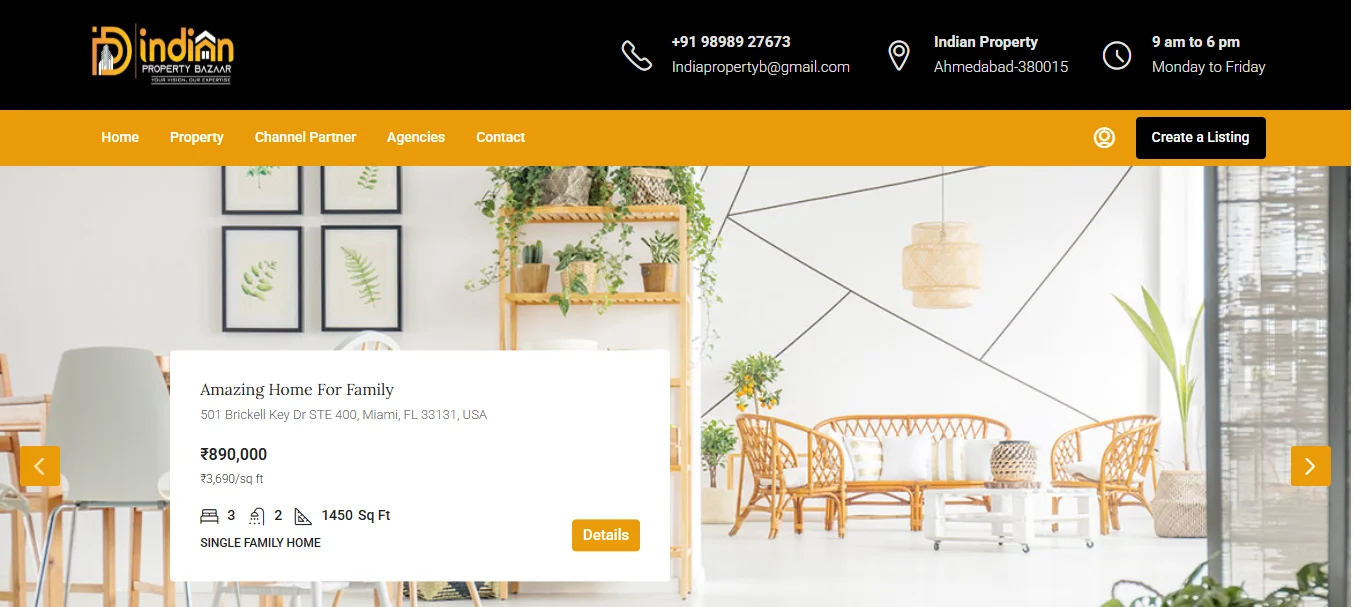 indian
PROPERTY BAZAAR
YOUR VISION, OUR EXPERTISE
+91 98989 27673
Indiapropertyb@gmail.com
Indian Property
Ahmedabad-380015
9 am to 6 pm
Monday to Friday
Home Property Channel Partner Agencies Contact Create a Listing
Amazing Home For Family
501 Brickell Key Dr STE 400, Miami, FL 33131, USA
₹890,000
₹3,690/sq ft
3 2 1450 Sq Ft
SINGLE FAMILY HOME
Details